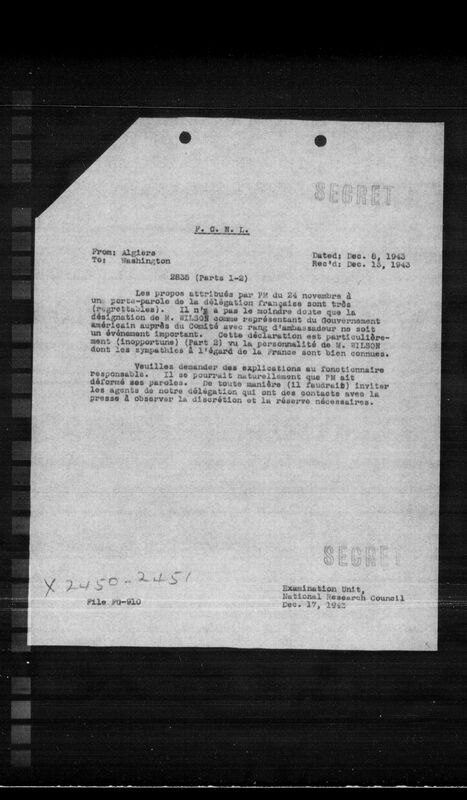 SECRET
F. C. N. L.
From: Algiers
To: Washington
Dated: Dec. 8, 1943
Rec'd: Dec. 13, 1943
2835 (Parts 1-2)
Les propos attribués par PM du 24 novembre à
un porte-parole de la délégation française sont très
(regrettables). Il n'y a pas le moindre doute que la
désignation de M. WILSON comme représentant du Gouvernement
américain auprès du Comité avec rang d'ambassadeur ne soit
un événement important. Cette déclaration est particulière-
ment (inopportune) (Part 2) vu la personnalité de M. WILSON
dont les sympathies à l'égard de la France sont bien connues.
Veuillez demander des explications au fonctionnaire
responsable. Il se pourrait naturellement que PM ait
déformé ses paroles. De toute manière (il faudrait) inviter
les agents de notre délégation qui ont des contacts avec la
presse à observer la discrétion et la réserve nécessaires.
SECRET
X 2450-2451
File FG-910
Examination Unit,
National Research Council
Dec. 17, 1943